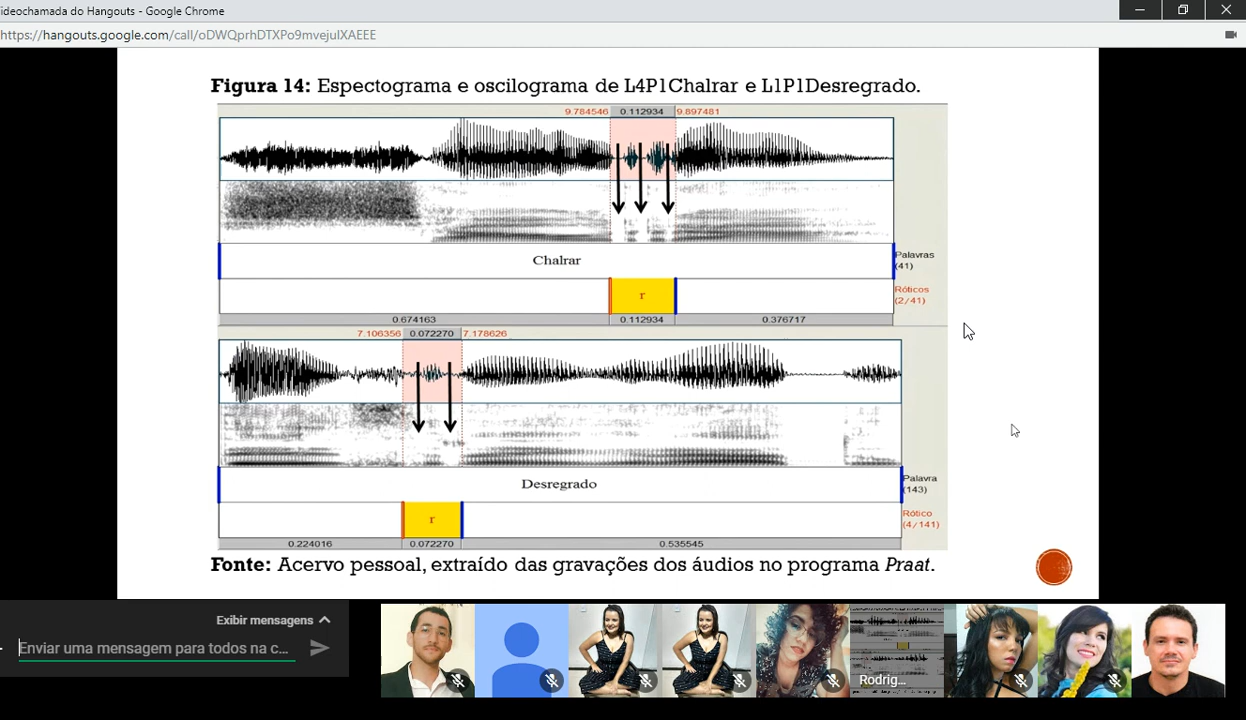 ideochamada do Hangouts - Google Chrome
https://hangouts.google.com/call/oDWQprhDTXPo9mvejulXAEEE
Figura 14: Espectograma e oscilograma de L4P1Chalrar e L1P1Desregrado.
9.784546 0.112934 9.897481
Chalrar
Palavras
(41)
r
Róticos
(2/41)
0.674163 0.112934 0.376717
7.106356 0.072270 7.178626
Desregrado
Palavra
(143)
r
Rótico
(4/141)
0.224016 0.072270 0.535545
Fonte: Acervo pessoal, extraído das gravações dos áudios no programa Praat.
Exibir mensagens
Enviar uma mensagem para todos na c...
Rodrig...